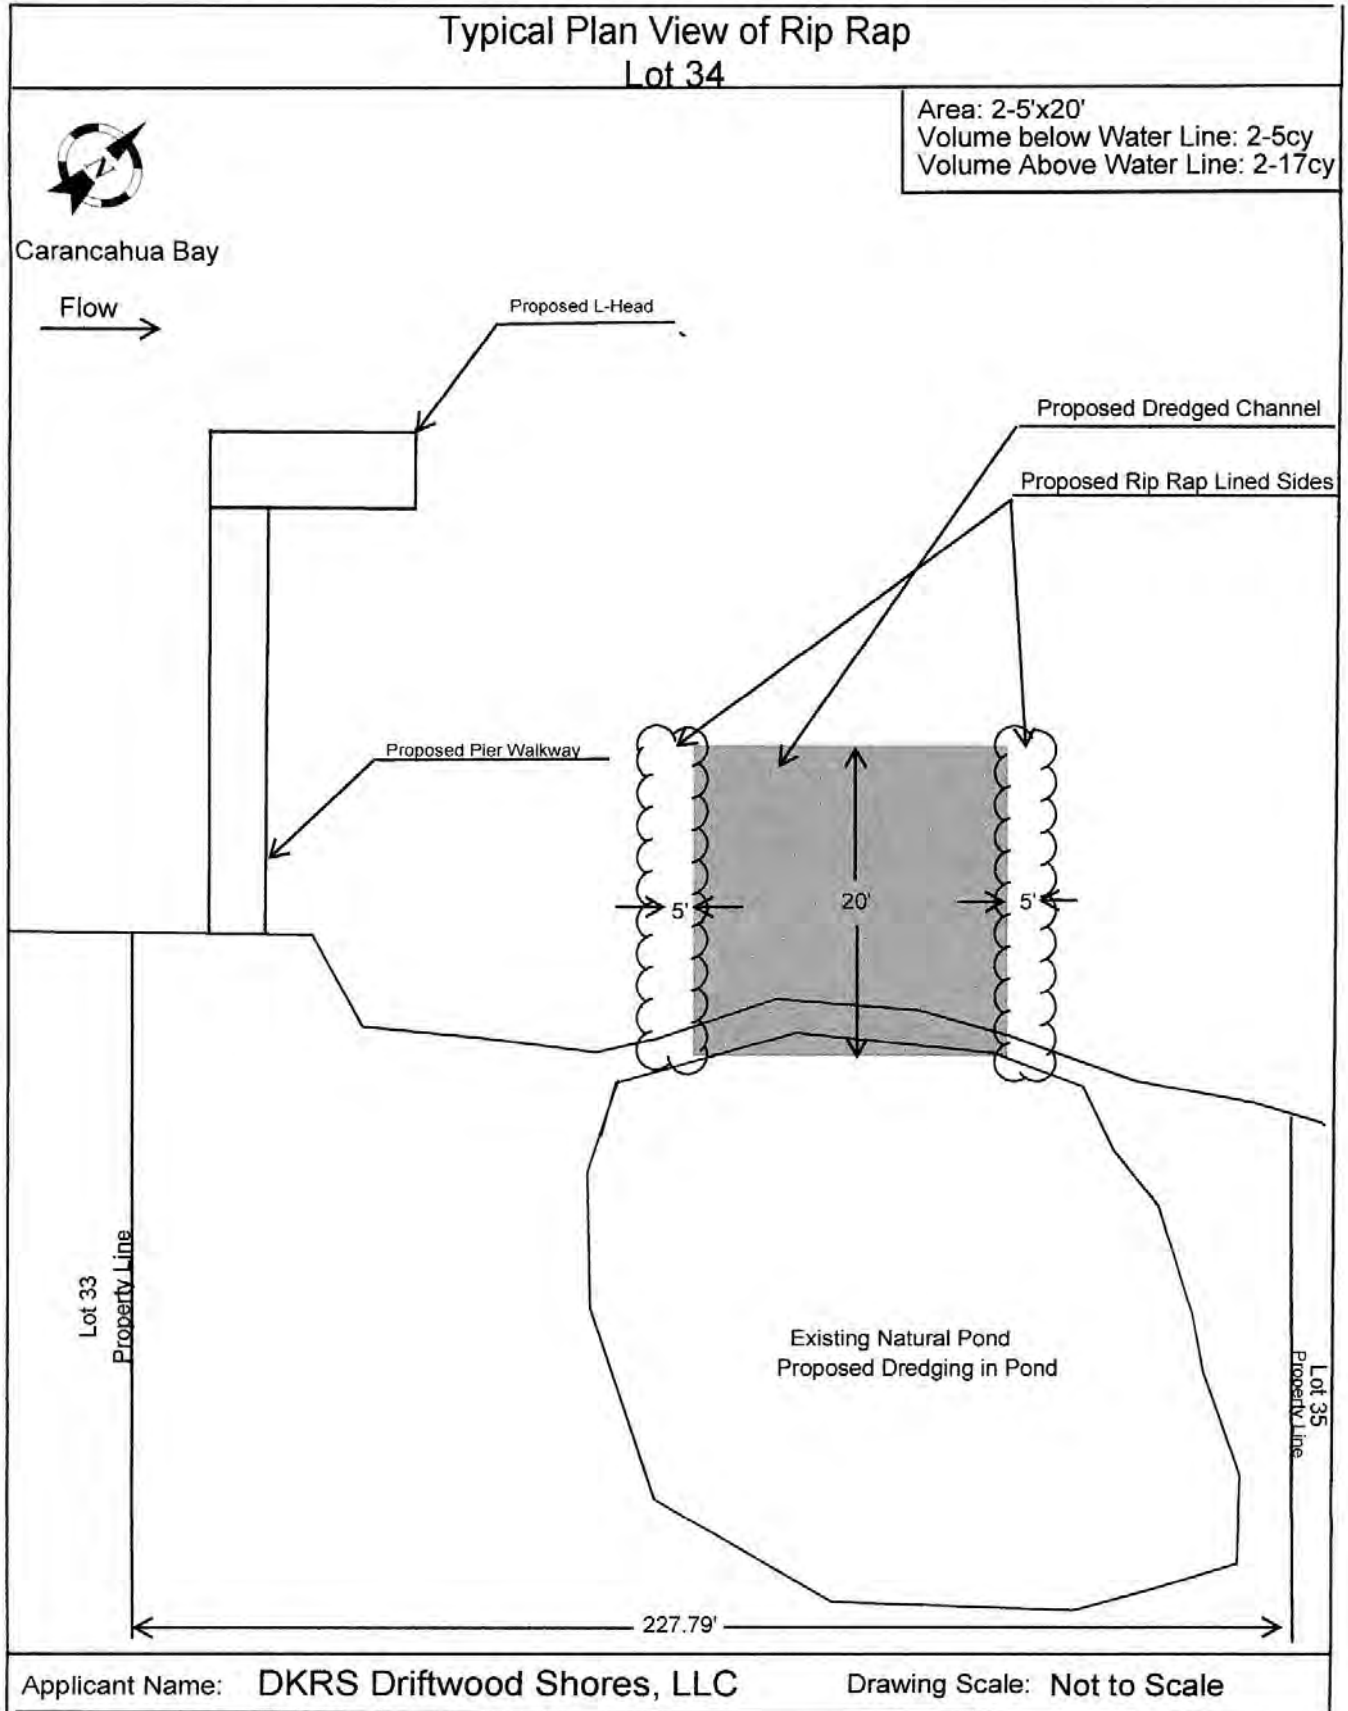 Typical Plan View of Rip Rap
Lot 34
Area: 2-5'x20'
Volume below Water Line: 2-5cy
Volume Above Water Line: 2-17cy
N
Carancahua Bay
Flow
Proposed L-Head
Proposed Dredged Channel
Proposed Rip Rap Lined Sides
Proposed Pier Walkway
5'
20'
5'
Lot 33
Property Line
Existing Natural Pond
Proposed Dredging in Pond
Lot 35
Property Line
227.79'
Applicant Name: DKRS Driftwood Shores, LLC Drawing Scale: Not to Scale